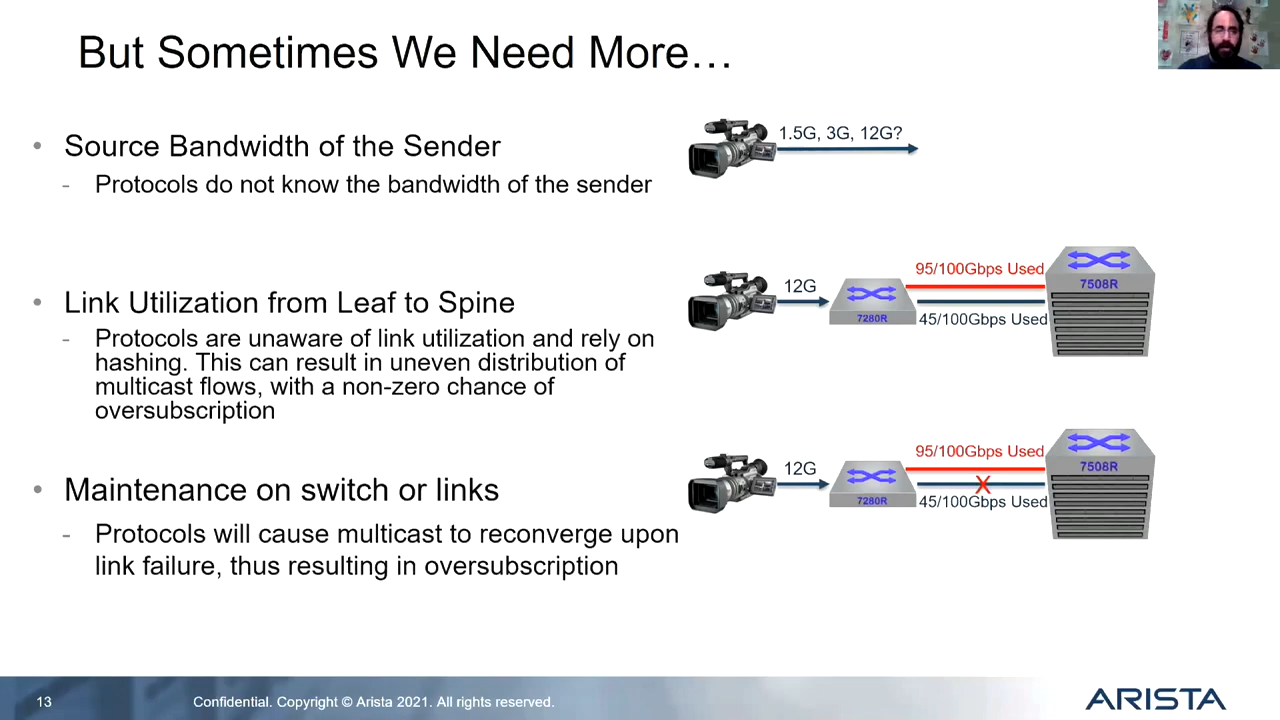 But Sometimes We Need More…
• Source Bandwidth of the Sender
- Protocols do not know the bandwidth of the sender
1.5G, 3G, 12G?
• Link Utilization from Leaf to Spine
- Protocols are unaware of link utilization and rely on
hashing. This can result in uneven distribution of
multicast flows, with a non-zero chance of
oversubscription
12G
7280R
95/100Gbps Used
45/100Gbps Used
7508R
• Maintenance on switch or links
- Protocols will cause multicast to reconverge upon
link failure, thus resulting in oversubscription
12G
7280R
95/100Gbps Used
X
45/100Gbps Used
7508R
13
Confidential. Copyright © Arista 2021. All rights reserved.
ARISTA